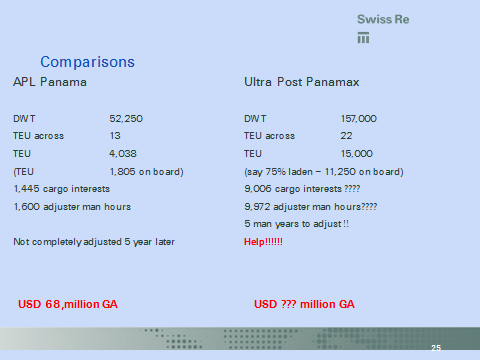 Swiss Re
Comparisons
APL Panama
DWT 52,250
TEU across 13
TEU 4,038
(TEU 1,805 on board)
1,445 cargo interests
1,600 adjuster man hours
Not completely adjusted 5 year later
USD 68,million GA
Ultra Post Panamax
DWT 157,000
TEU across 22
TEU 15,000
(say 75% laden – 11,250 on board)
9,006 cargo interests ????
9,972 adjuster man hours????
5 man years to adjust !!
Help!!!!!!
USD ??? million GA
25